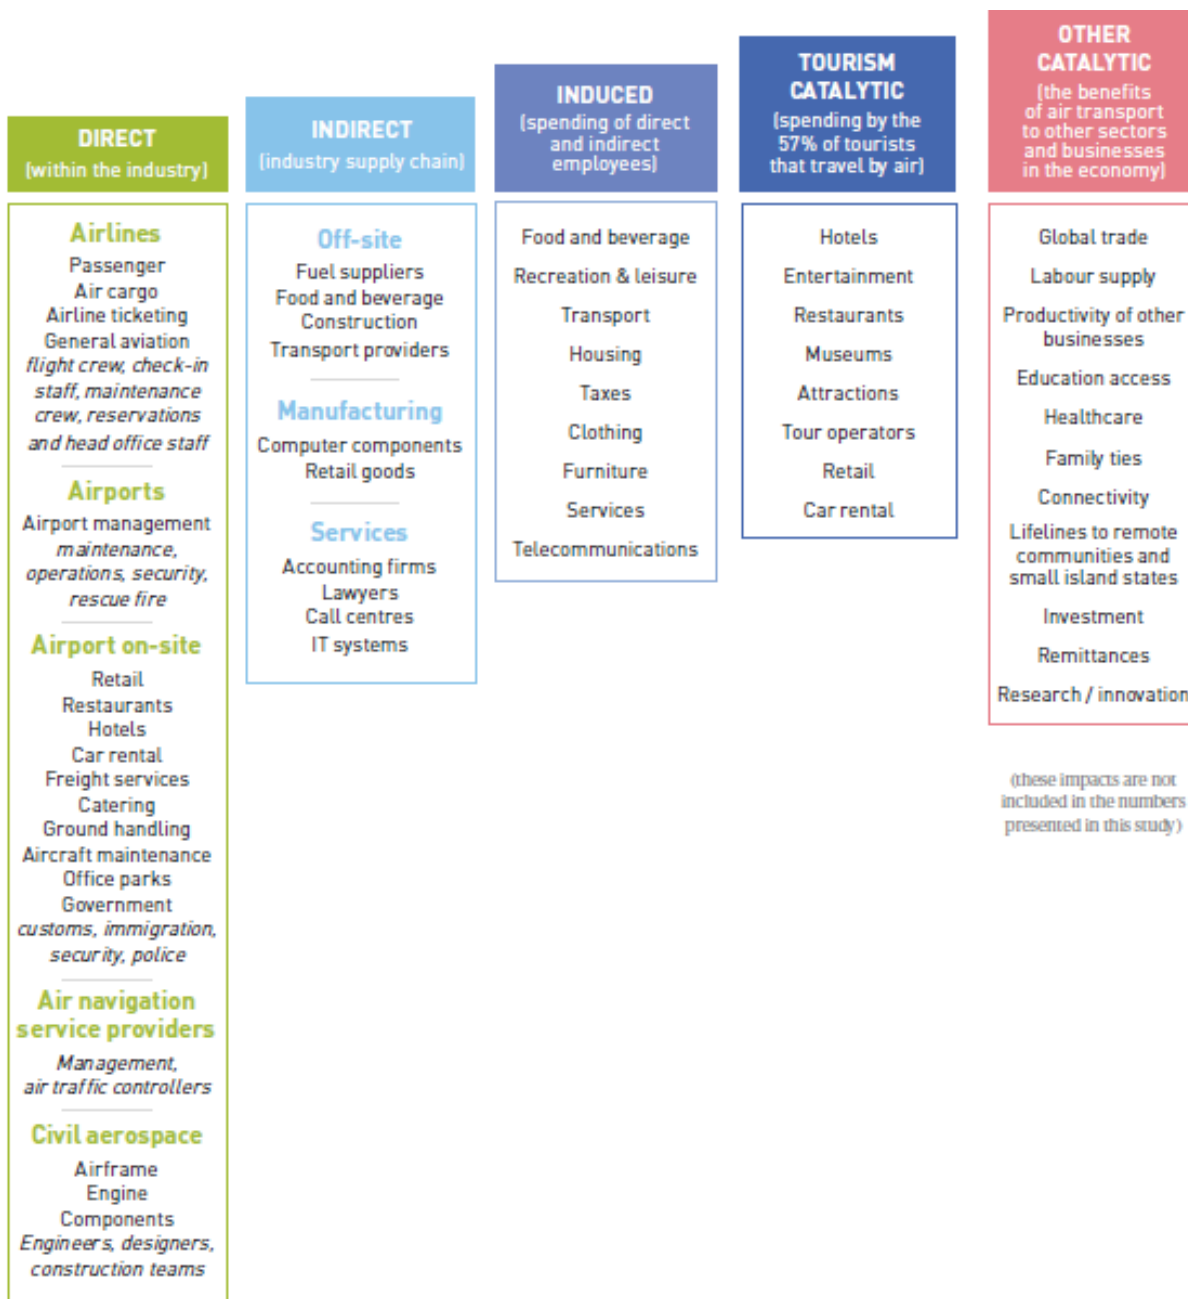 DIRECT
(within the industry)
Airlines
Passenger
Air cargo
Airline ticketing
General aviation
flight crew, check-in
staff, maintenance
crew, reservations
and head office staff
Airports
Airport management
maintenance,
operations, security,
rescue fire
Airport on-site
Retail
Restaurants
Hotels
Car rental
Freight services
Catering
Ground handling
Aircraft maintenance
Office parks
Government
customs, immigration,
security, police
Air navigation
service providers
Management,
air traffic controllers
Civil aerospace
Airframe
Engine
Components
Engineers, designers,
construction teams
INDIRECT
(industry supply chain)
Off-site
Fuel suppliers
Food and beverage
Construction
Transport providers
Manufacturing
Computer components
Retail goods
Services
Accounting firms
Lawyers
Call centres
IT systems
INDUCED
(spending of direct
and indirect
employees)
Food and beverage
Recreation & leisure
Transport
Housing
Taxes
Clothing
Furniture
Services
Telecommunications
TOURISM
CATALYTIC
(spending by the
57% of tourists
that travel by air)
Hotels
Entertainment
Restaurants
Museums
Attractions
Tour operators
Retail
Car rental
OTHER
CATALYTIC
(the benefits
of air transport
to other sectors
and businesses
in the economy)
Global trade
Labour supply
Productivity of other
businesses
Education access
Healthcare
Family ties
Connectivity
Lifelines to remote
communities and
small island states
Investment
Remittances
Research / innovation
(these impacts are not
included in the numbers
presented in this study)